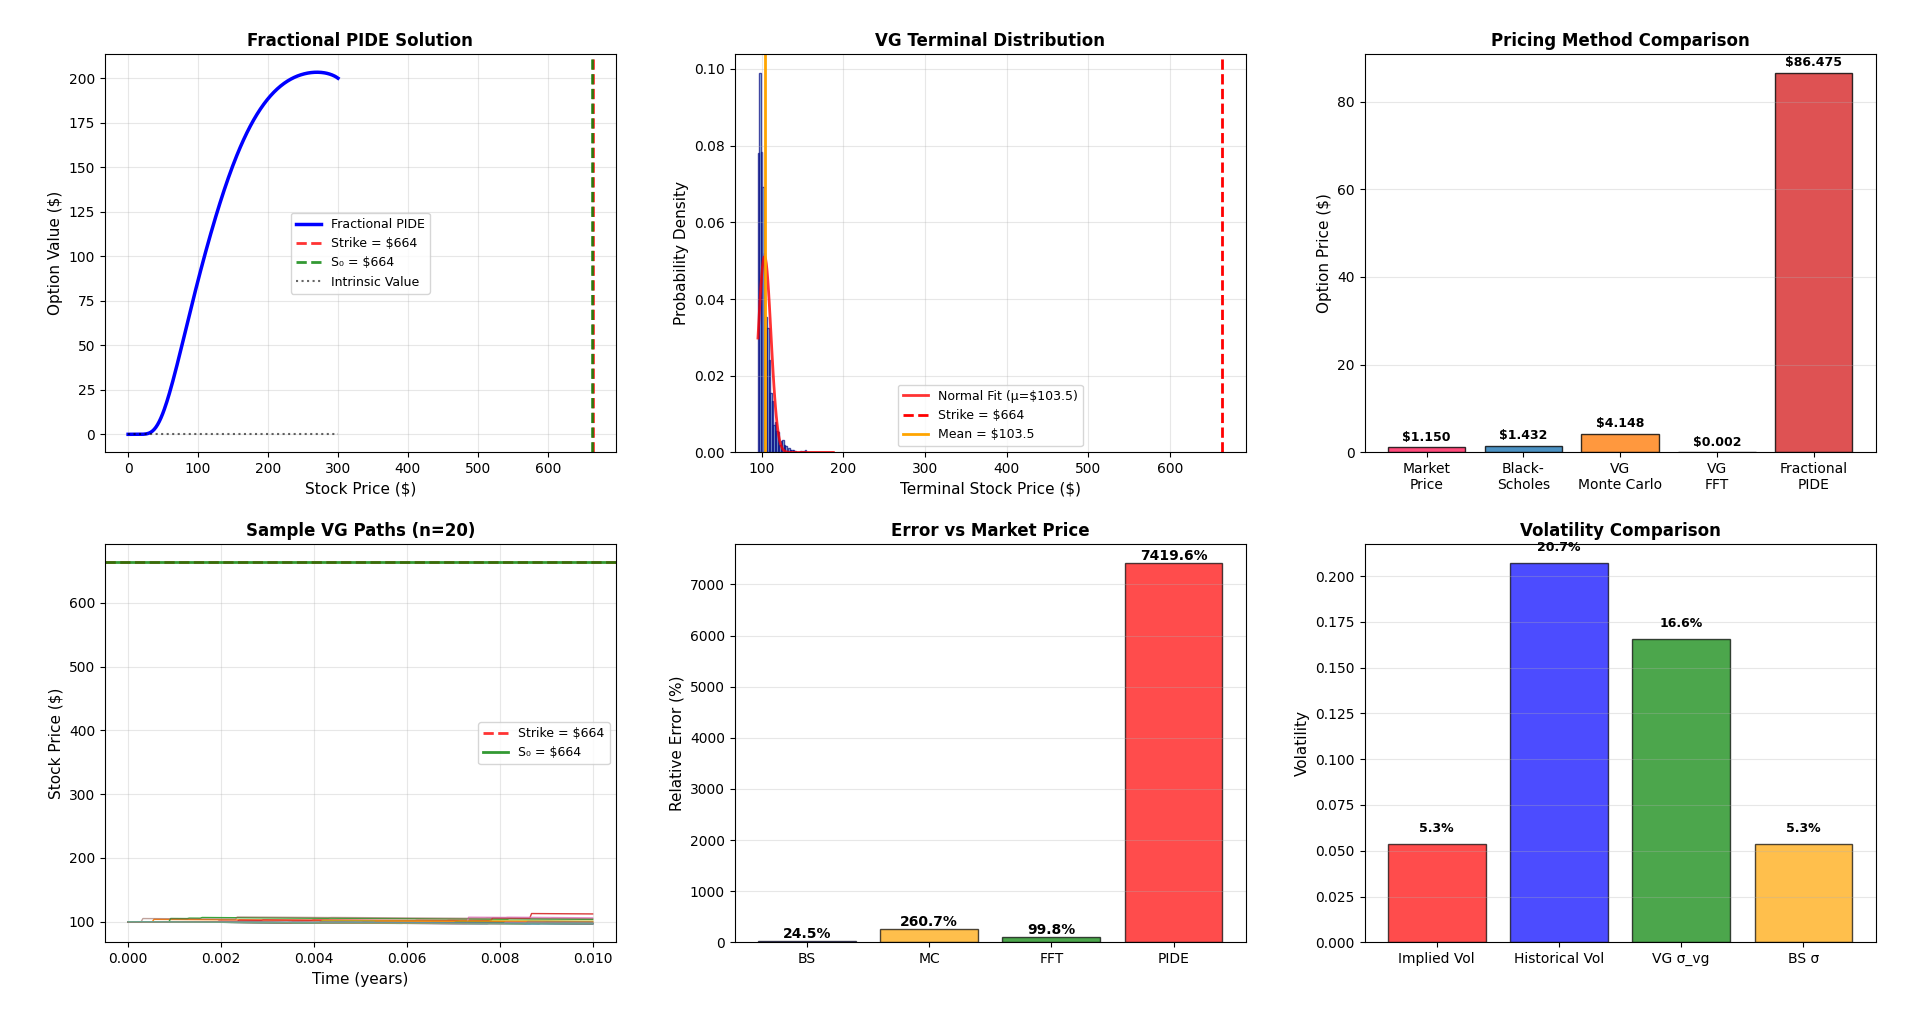 Fractional PIDE Solution
Option Value ($)
200
175
150
125
100
75
50
25
0
Fractional PIDE
Strike = $664
S₀ = $664
Intrinsic Value
0 100 200 300 400 500 600
Stock Price ($)
VG Terminal Distribution
Probability Density
0.10
0.08
0.06
0.04
0.02
0.00
Normal Fit (μ=$103.5)
Strike = $664
Mean = $103.5
100 200 300 400 500 600
Terminal Stock Price ($)
Pricing Method Comparison
Option Price ($)
80
60
40
20
0
$1.150 $1.432 $4.148 $0.002 $86.475
Market Price
Black-Scholes
VG Monte Carlo
VG FFT
Fractional PIDE
Sample VG Paths (n=20)
Stock Price ($)
600
500
400
300
200
100
Strike = $664
S₀ = $664
0.000 0.002 0.004 0.006 0.008 0.010
Time (years)
Error vs Market Price
Relative Error (%)
7000
6000
5000
4000
3000
2000
1000
0
24.5% 260.7% 99.8% 7419.6%
BS MC FFT PIDE
Volatility Comparison
Volatility
0.200
0.175
0.150
0.125
0.100
0.075
0.050
0.025
0.000
5.3% 20.7% 16.6% 5.3%
Implied Vol Historical Vol VG σ_vg BS σ